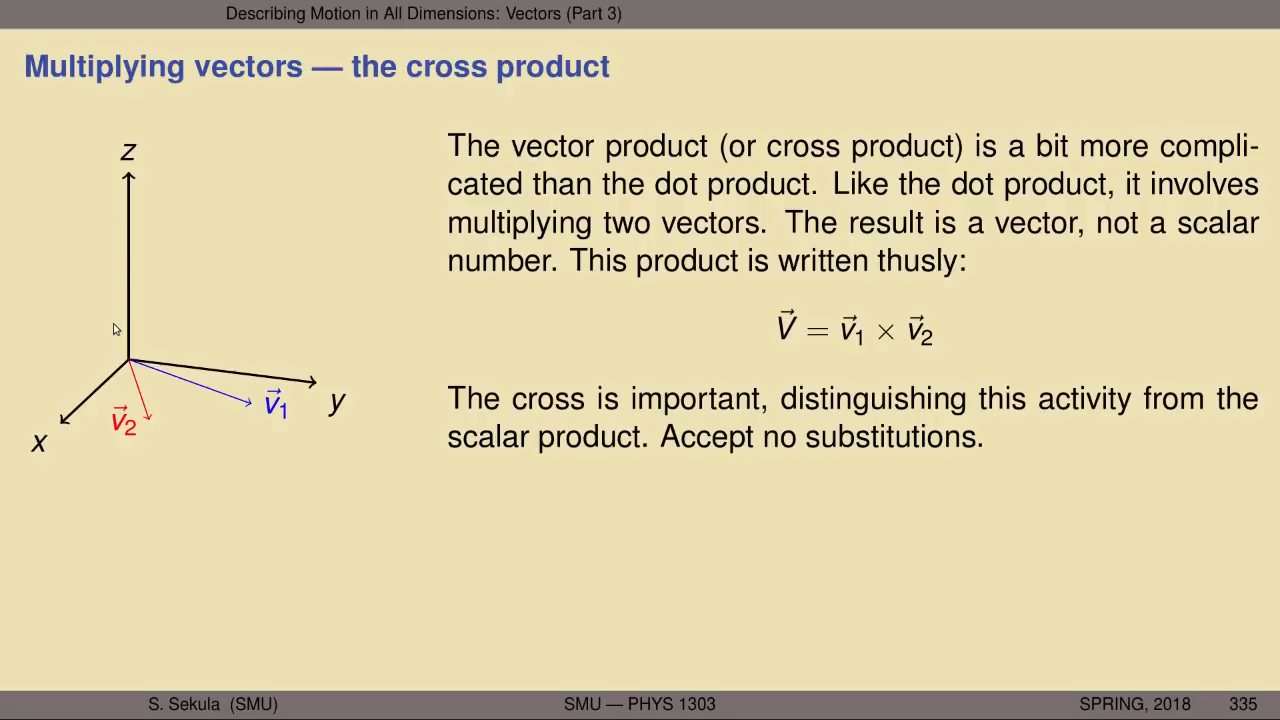 Describing Motion in All Dimensions: Vectors (Part 3)
Multiplying vectors — the cross product
z
y
x
v⃗₁
v⃗₂
The vector product (or cross product) is a bit more compli-
cated than the dot product. Like the dot product, it involves
multiplying two vectors. The result is a vector, not a scalar
number. This product is written thusly:
V⃗ = v⃗₁ × v⃗₂
The cross is important, distinguishing this activity from the
scalar product. Accept no substitutions.
S. Sekula (SMU) SMU — PHYS 1303 SPRING, 2018 335